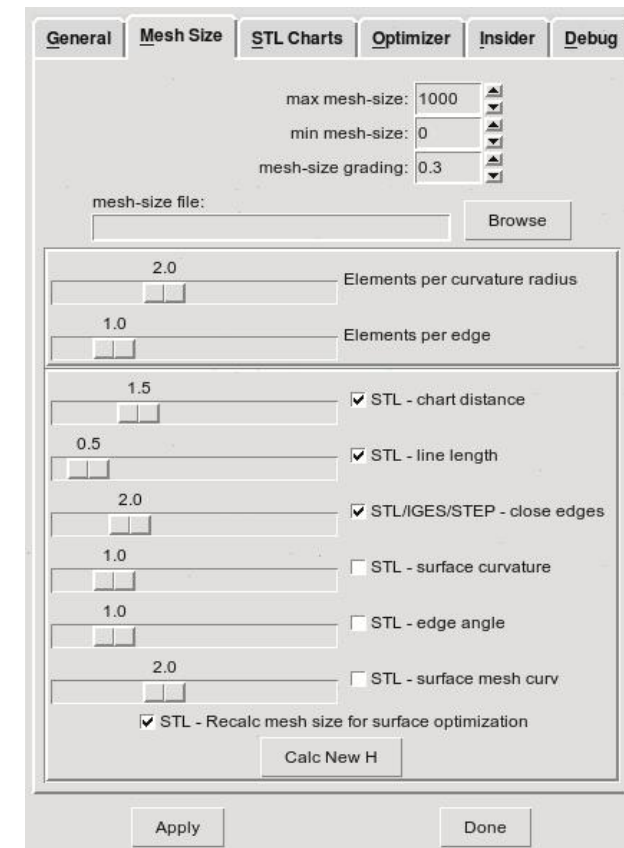 General Mesh Size STL Charts Optimizer Insider Debug
max mesh-size: 1000
min mesh-size: 0
mesh-size grading: 0.3
mesh-size file:
Browse
2.0
Elements per curvature radius
1.0
Elements per edge
1.5
STL - chart distance
0.5
STL - line length
2.0
STL/IGES/STEP - close edges
1.0
STL - surface curvature
1.0
STL - edge angle
2.0
STL - surface mesh curv
STL - Recalc mesh size for surface optimization
Calc New H
Apply Done